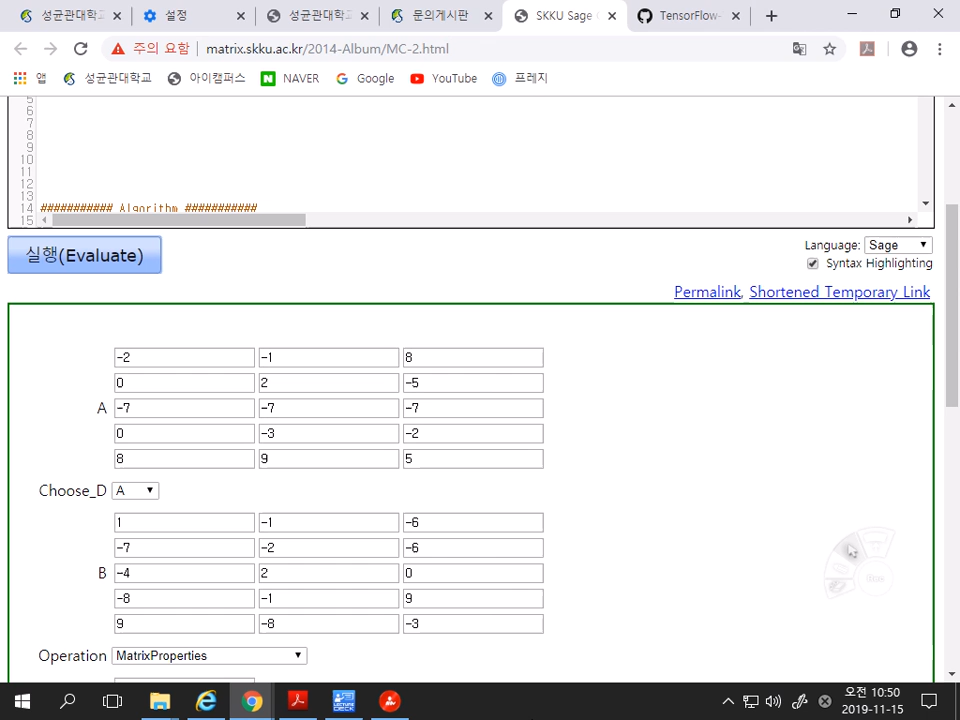 성균관대학교
설정
성균관대학교
문의게시판
SKKU Sage
TensorFlow-
주의 요함
matrix.skku.ac.kr/2014-Album/MC-2.html
앱
성균관대학교
아이캠퍼스
NAVER
Google
YouTube
프레지
5
6
7
8
9
10
11
12
13
14 ########### Algorithm ###########
15
실행(Evaluate)
Language: Sage
Syntax Highlighting
Permalink, Shortened Temporary Link
-2 -1 8
0 2 -5
A -7 -7 -7
0 -3 -2
8 9 5
Choose_D A
1 -1 -6
-7 -2 -6
B -4 2 0
-8 -1 9
9 -8 -3
Operation MatrixProperties
오전 10:50
2019-11-15